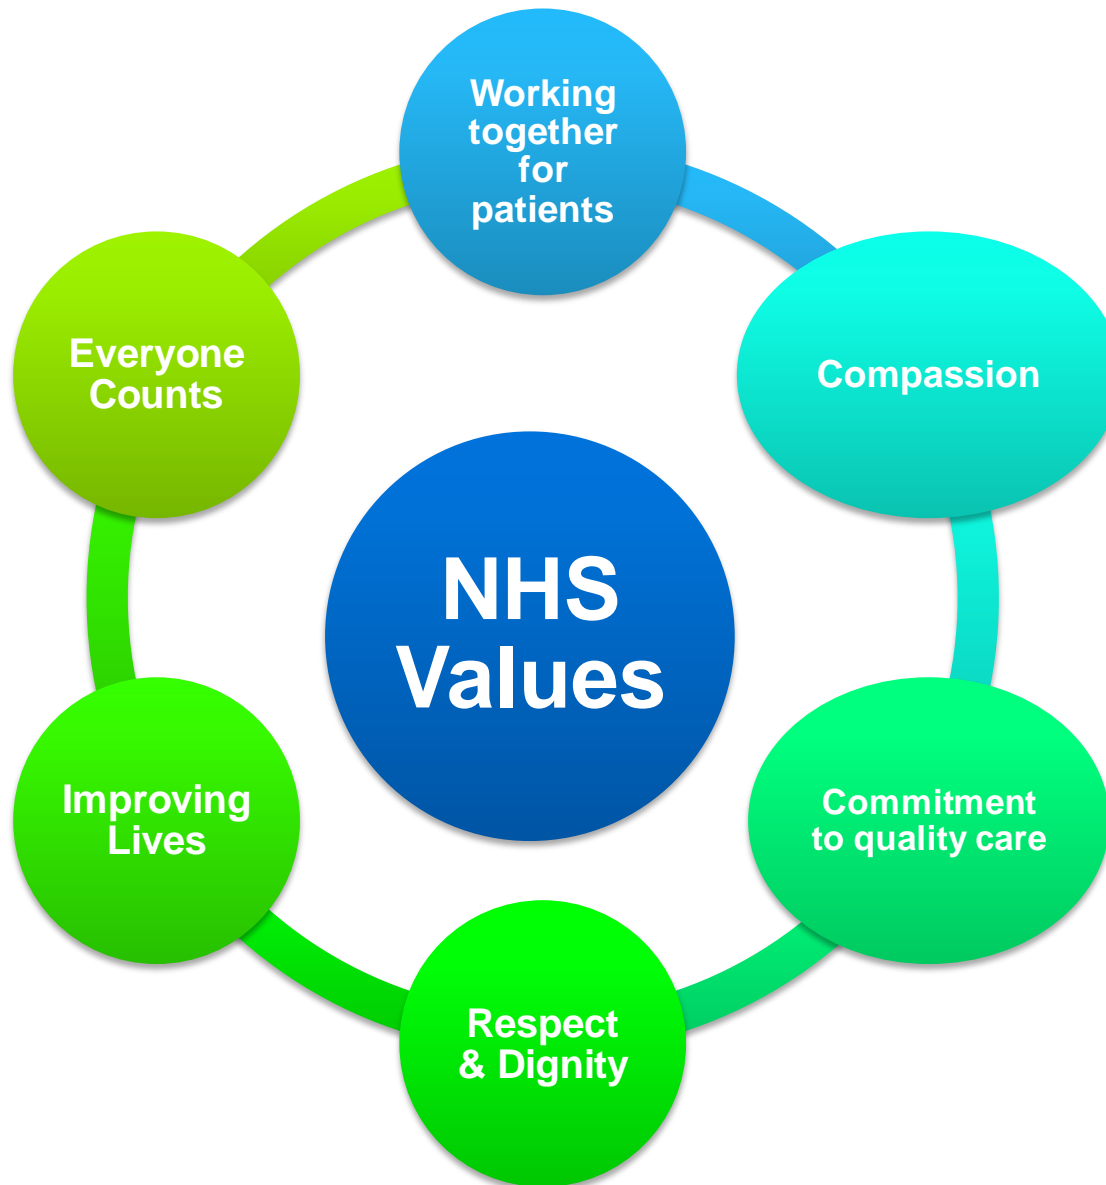 Working
together
for
patients
Everyone
Counts
Compassion
NHS
Values
Improving
Lives
Commitment
to quality care
Respect
& Dignity